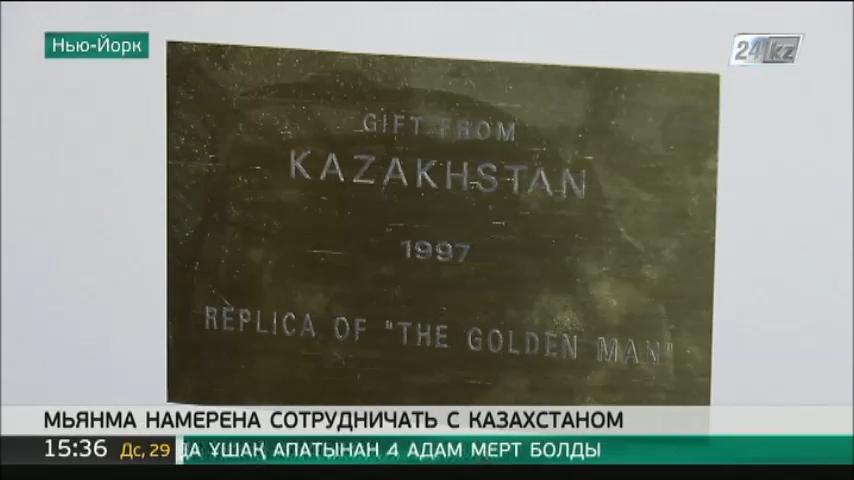 Нью-Йорк
24kz
GIFT FROM
KAZAKHSTAN
1997
REPLICA OF "THE GOLDEN MAN"
МЬЯНМА НАМЕРЕНА СОТРУДНИЧАТЬ С КАЗАХСТАНОМ
15:36 Дс, 29 ДА ҰШАҚ АПАТЫНАН 4 АДАМ МЕРТ БОЛДЫ